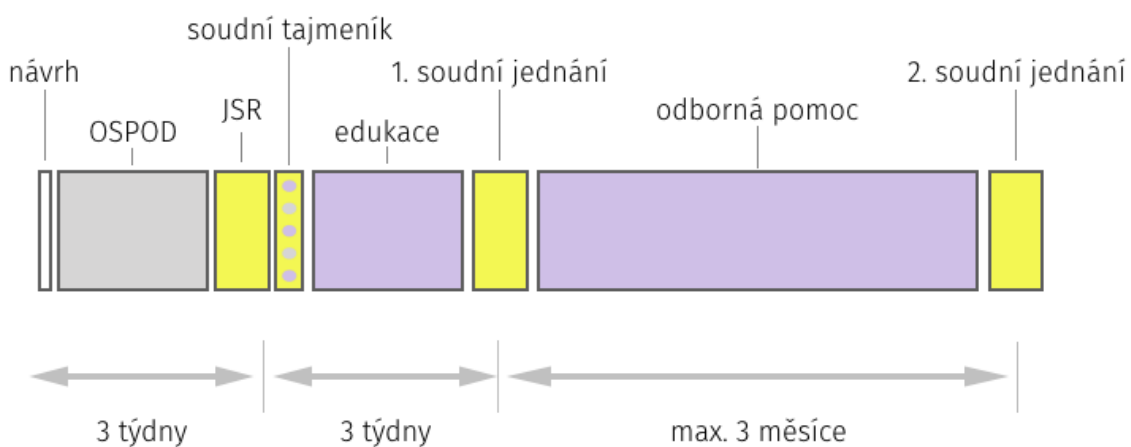 soudní tajmeník
návrh
1. soudní jednání
2. soudní jednání
JSR
odborná pomoc
OSPOD
edukace
3 týdny
3 týdny
max. 3 měsíce